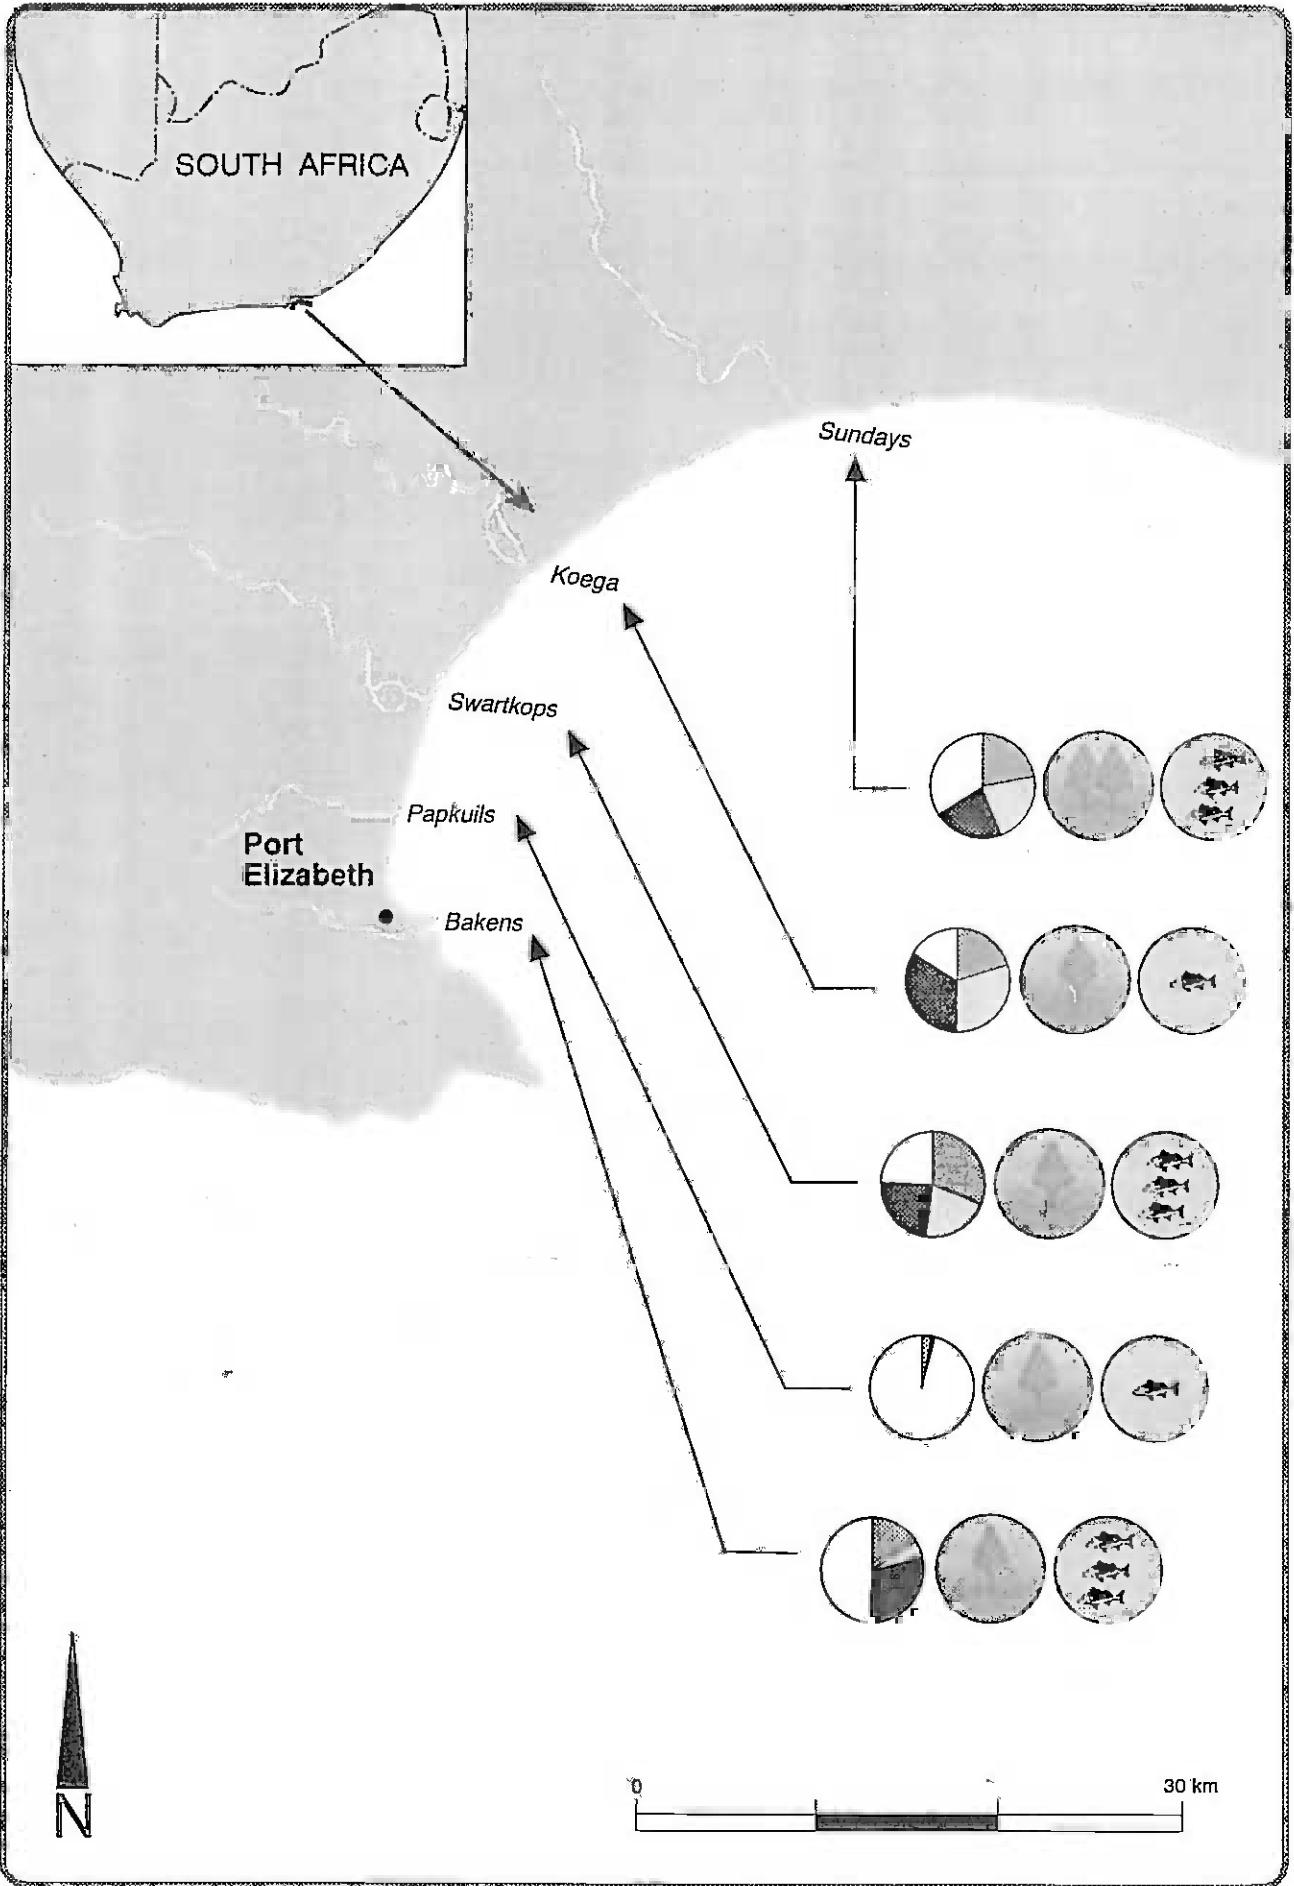 SOUTH AFRICA
Sundays
Koega
Swartkops
Papkuils
Port
Elizabeth
Bakens
N
0
30 km